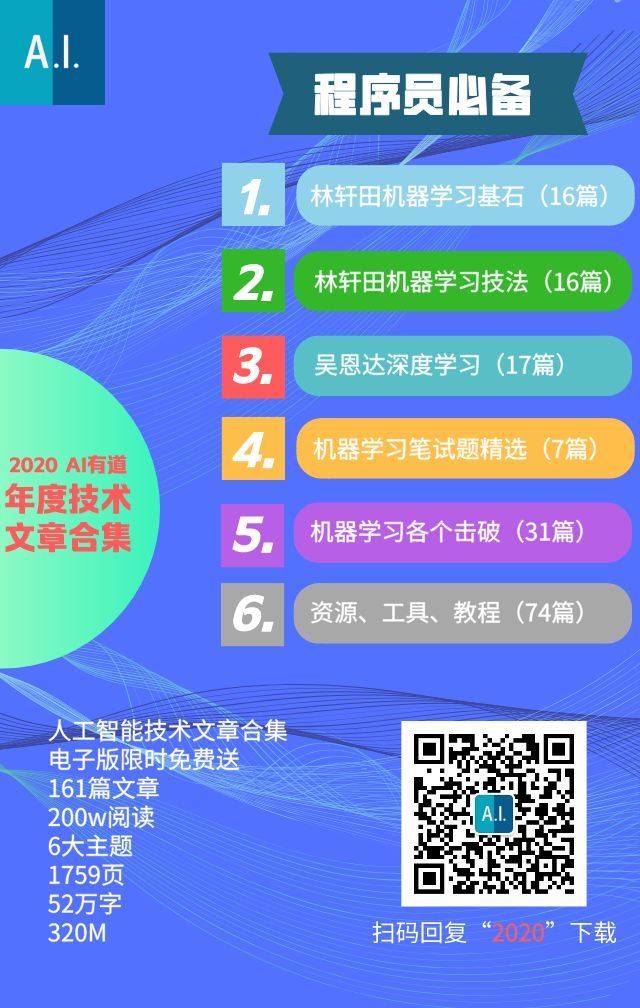 A.I.
程序员必备
1. 林轩田机器学习基石（16篇）
2. 林轩田机器学习技法（16篇）
3. 吴恩达深度学习（17篇）
4. 机器学习笔试题精选（7篇）
5. 机器学习各个击破（31篇）
6. 资源、工具、教程（74篇）
2020 AI有道
年度技术
文章合集
人工智能技术文章合集
电子版限时免费送
161篇文章
200w阅读
6大主题
1759页
52万字
320M
A.I.
扫码回复“2020”下载